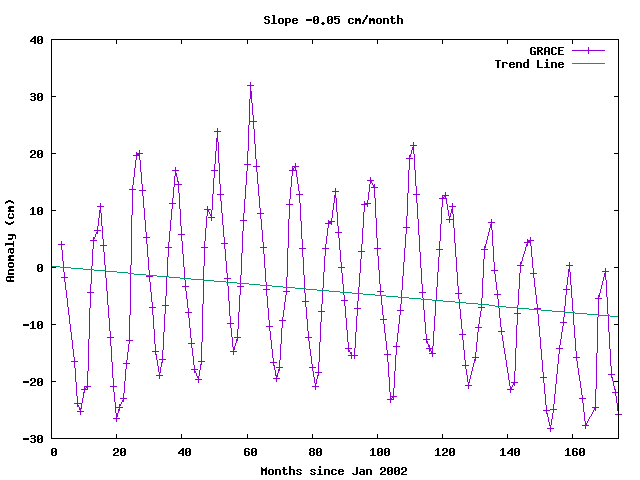 Slope -0.05 cm/month
GRACE
Trend Line
40
30
20
10
0
-10
-20
-30
Anomaly (cm)
0 20 40 60 80 100 120 140 160
Months since Jan 2002